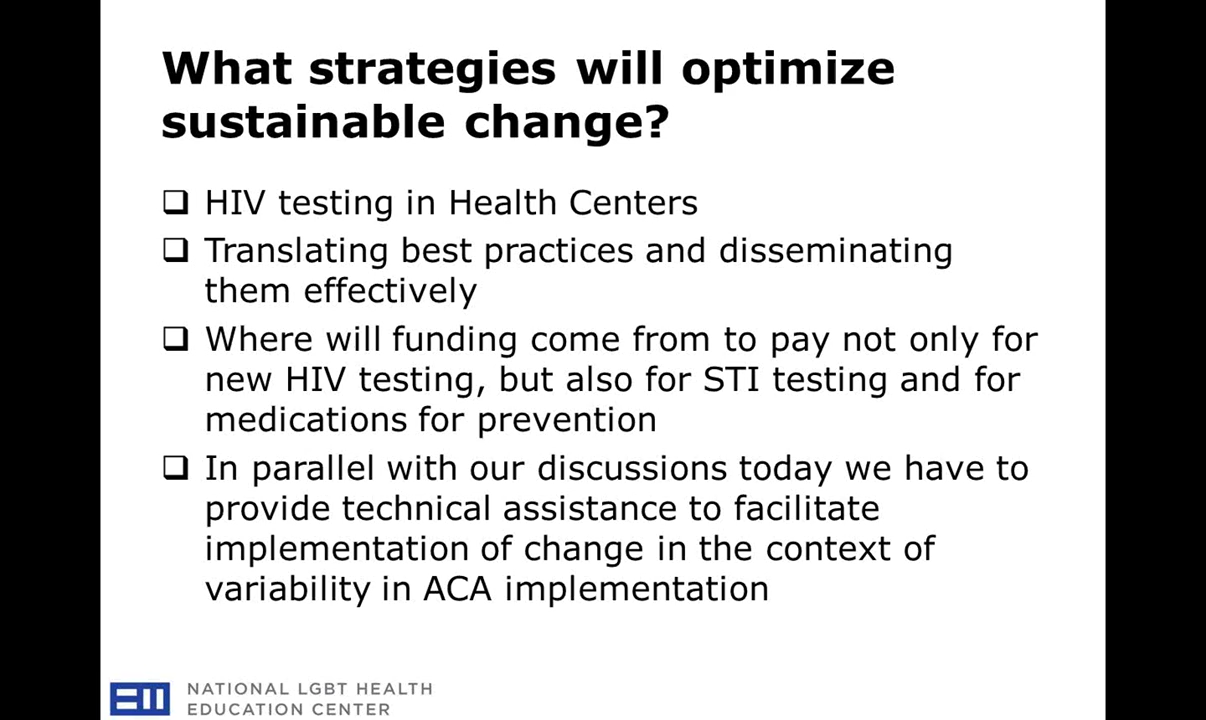 What strategies will optimize
sustainable change?
HIV testing in Health Centers
Translating best practices and disseminating
them effectively
Where will funding come from to pay not only for
new HIV testing, but also for STI testing and for
medications for prevention
In parallel with our discussions today we have to
provide technical assistance to facilitate
implementation of change in the context of
variability in ACA implementation
NATIONAL LGBT HEALTH
EDUCATION CENTER